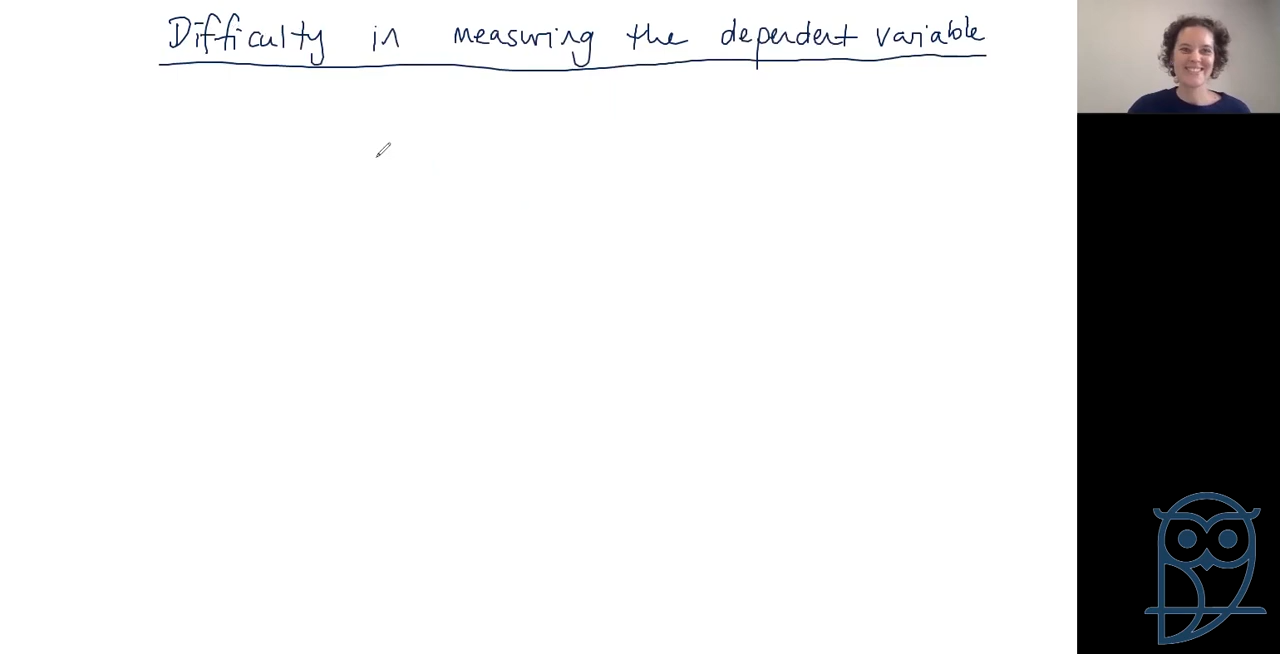 Difficulty in measuring the dependent variable